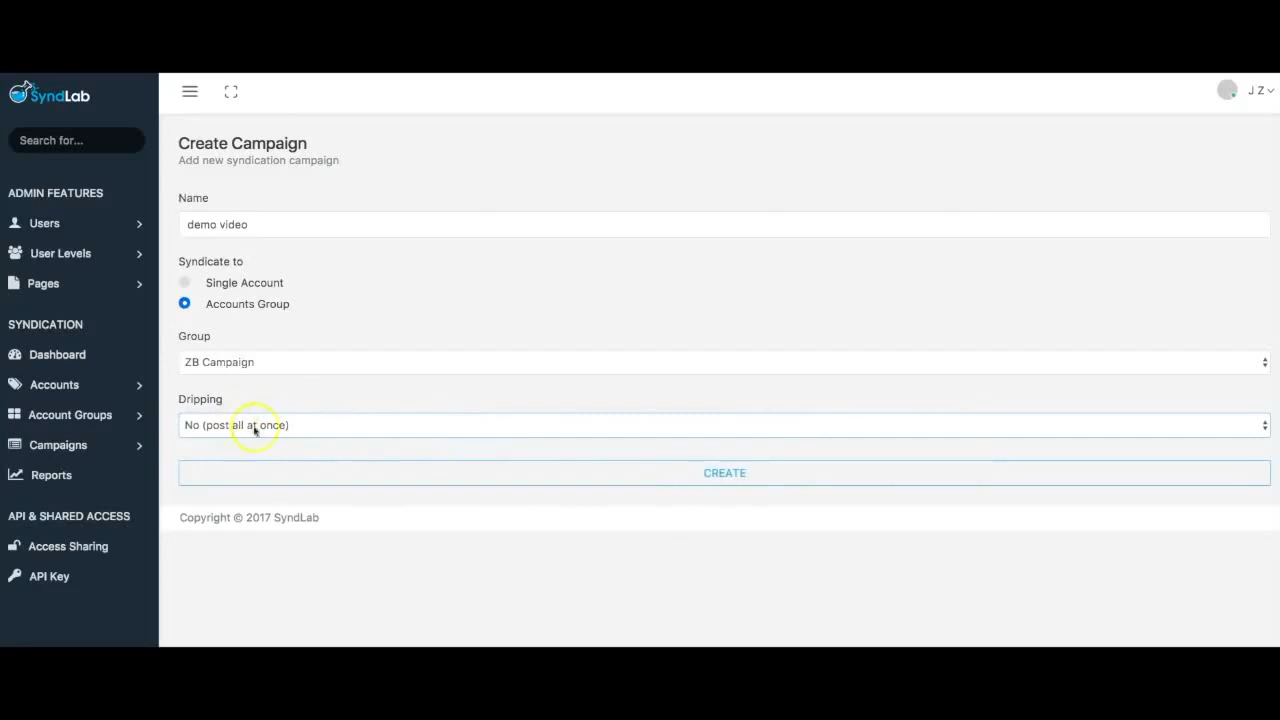 SyndLab
J Z
Search for...
ADMIN FEATURES
Users
User Levels
Pages
SYNDICATION
Dashboard
Accounts
Account Groups
Campaigns
Reports
API & SHARED ACCESS
Access Sharing
API Key
Create Campaign
Add new syndication campaign
Name
demo video
Syndicate to
Single Account
Accounts Group
Group
ZB Campaign
Dripping
No (post all at once)
CREATE
Copyright © 2017 SyndLab